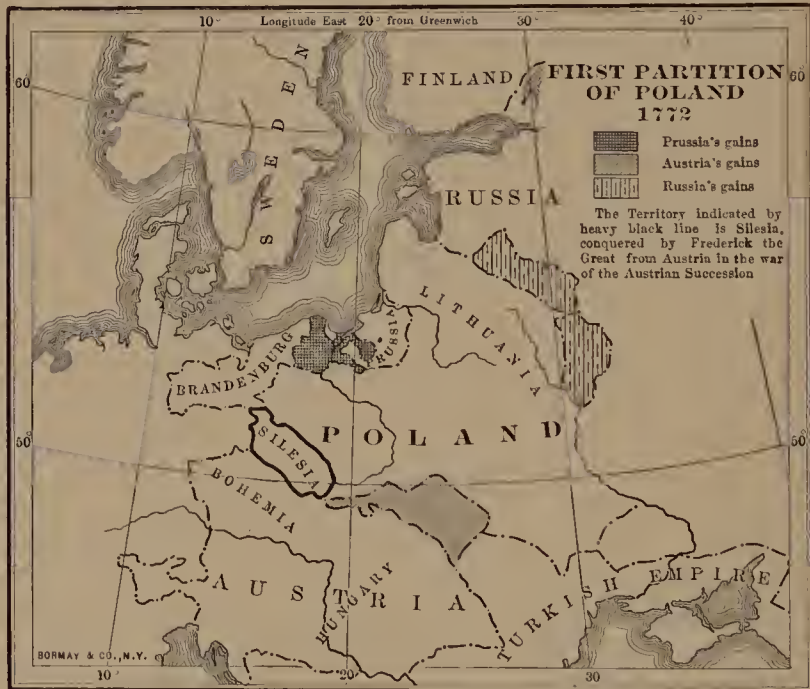 10° Longitude East 20° from Greenwich 30° 40°
60° 60°
FIRST PARTITION
OF POLAND
1772
Prussia's gains
Austria's gains
Russia's gains
The Territory indicated by
heavy black line is Silesia,
conquered by Frederick the
Great from Austria in the war
of the Austrian Succession
FINLAND
SWEDEN
RUSSIA
LITHUANIA
BRANDENBURG
SILESIA
POLAND
50° 50°
BOHEMIA
AUSTRIA
HUNGARY
TURKISH EMPIRE
BORMAY & CO., N.Y.
10° 20 30